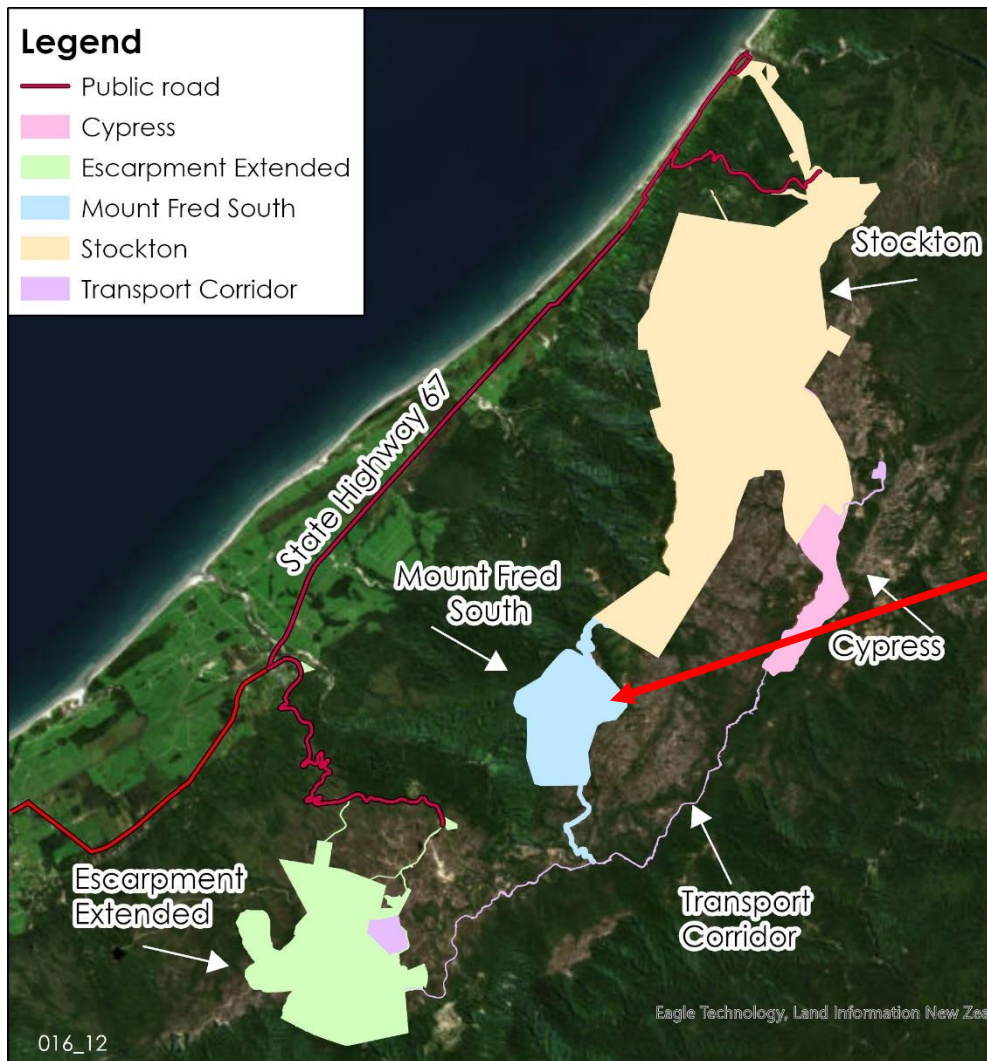 Legend
Public road
Cypress
Escarpment Extended
Mount Fred South
Stockton
Transport Corridor
Stockton
State Highway 67
Mount Fred
South
Cypress
Escarpment
Extended
Transport
Corridor
Eagle Technology, Land Information New Zea
016_12